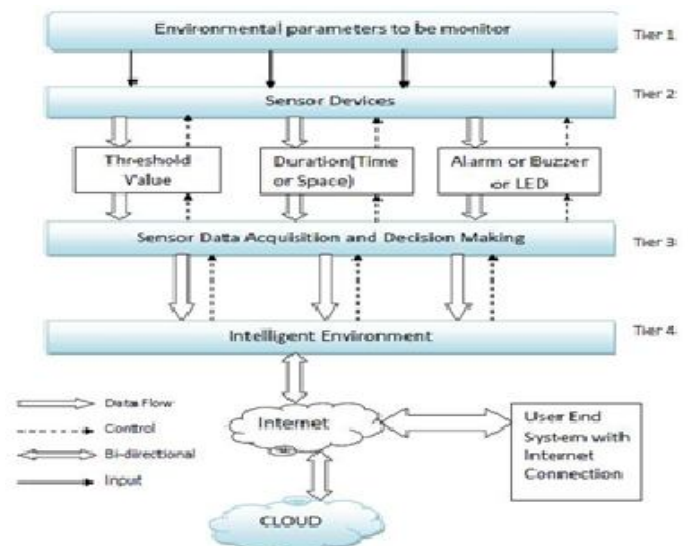 Environmental parameters to be monitor
Tier 1
Tier 2
Sensor Devices
Threshold
Value
Duration(Time
or Space)
Alarm or Buzzer
or LED
Sensor Data Acquisition and Decision Making
Tier 3
Intelligent Environment
Tier 4
Data Flow
Control
Bi-directional
Input
Internet
User End
System with
Internet
Connection
CLOUD